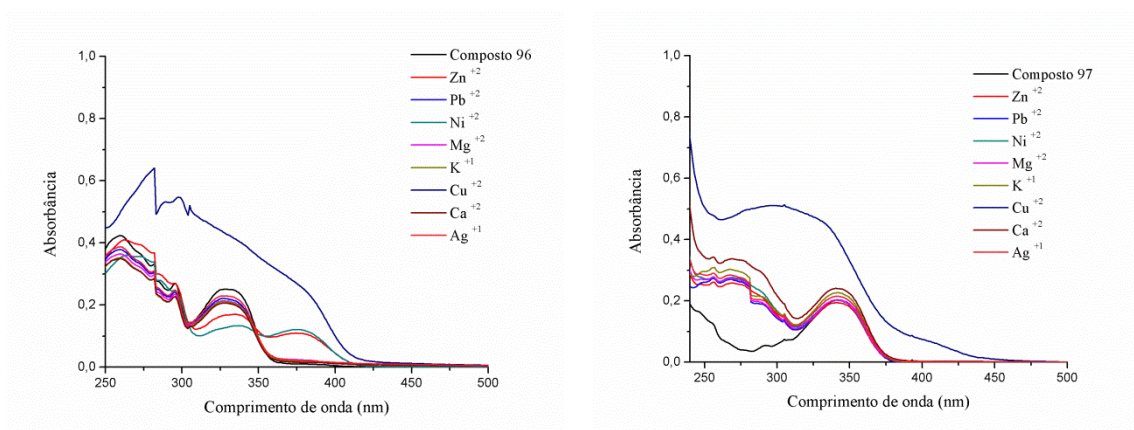 1,0
0,8
0,6
0,4
0,2
0,0
Absorbância
250 300 350 400 450 500
Comprimento de onda (nm)
Composto 96
Zn +2
Pb +2
Ni +2
Mg +2
K +1
Cu +2
Ca +2
Ag +1
1,0
0,8
0,6
0,4
0,2
0,0
Absorbância
250 300 350 400 450 500
Comprimento de onda (nm)
Composto 97
Zn +2
Pb +2
Ni +2
Mg +2
K +1
Cu +2
Ca +2
Ag +1